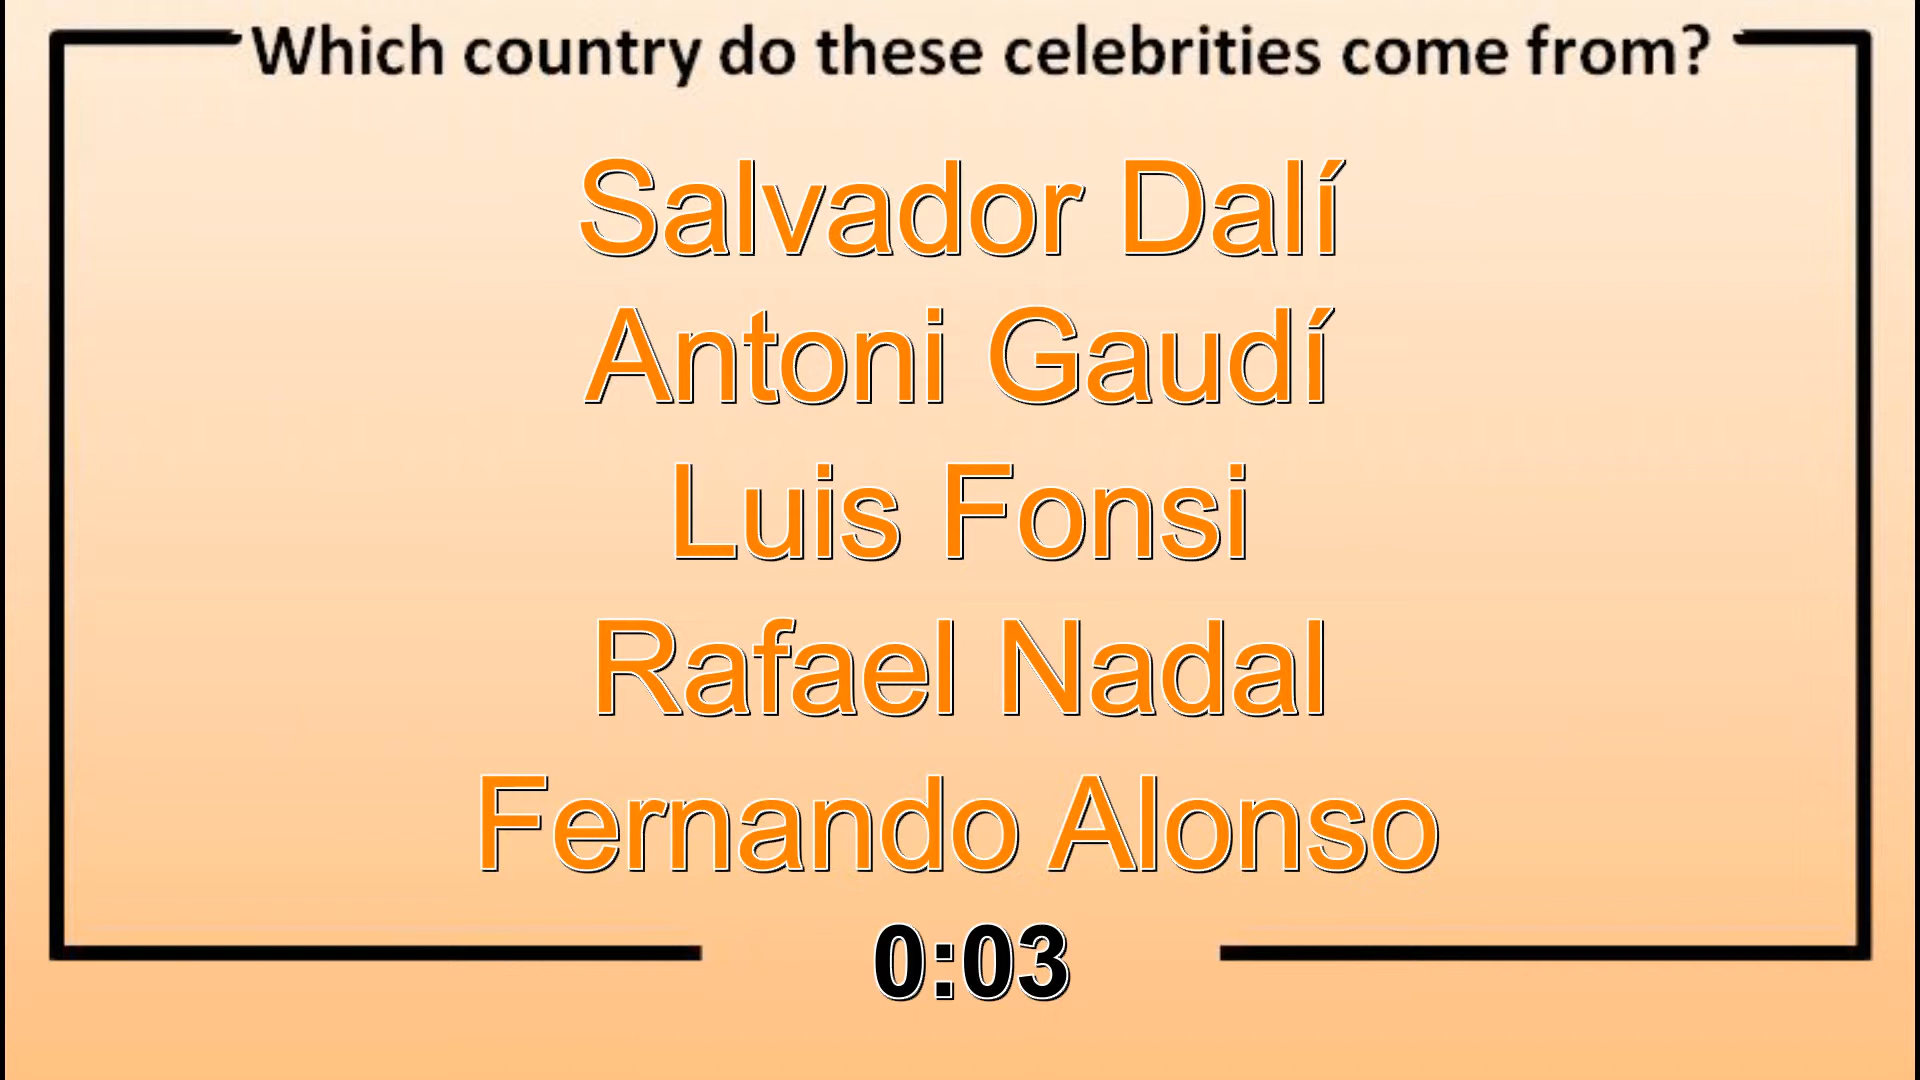 Which country do these celebrities come from?
Salvador Dalí
Antoni Gaudí
Luis Fonsi
Rafael Nadal
Fernando Alonso
0:03